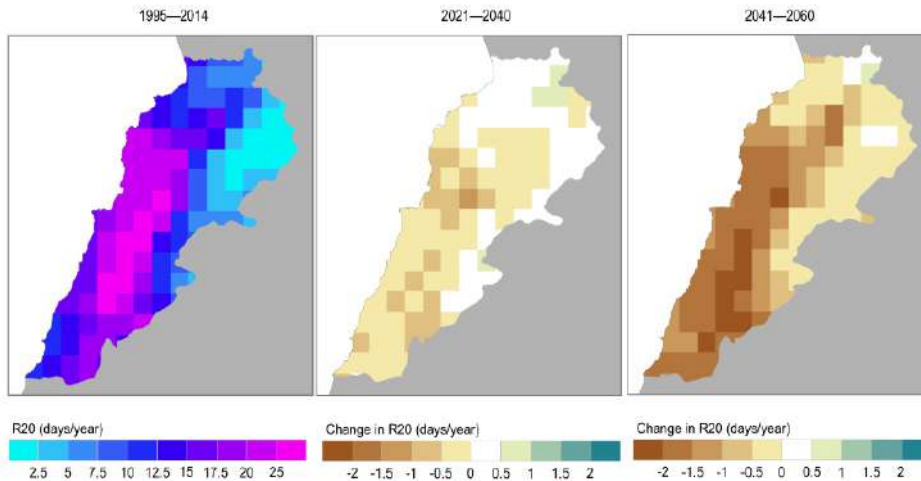 1995—2014
2021—2040
2041—2060
R20 (days/year)
2.5 5 7.5 10 12.5 15 17.5 20 25
Change in R20 (days/year)
-2 -1.5 -1 -0.5 0 0.5 1 1.5 2
Change in R20 (days/year)
-2 -1.5 -1 -0.5 0 0.5 1 1.5 2